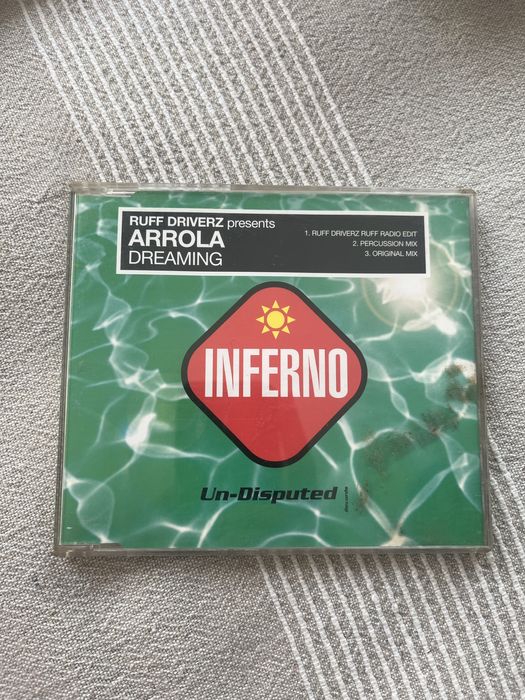 RUFF DRIVERZ presents
ARROLA
DREAMING
1. RUFF DRIVERZ RUFF RADIO EDIT
2. PERCUSSION MIX
3. ORIGINAL MIX
INFERNO
Un-Disputed